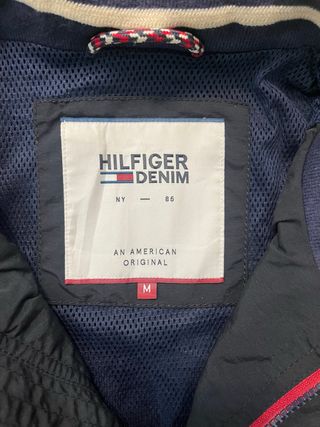 HILFIGER
DENIM
NY — 85
AN AMERICAN
ORIGINAL
M